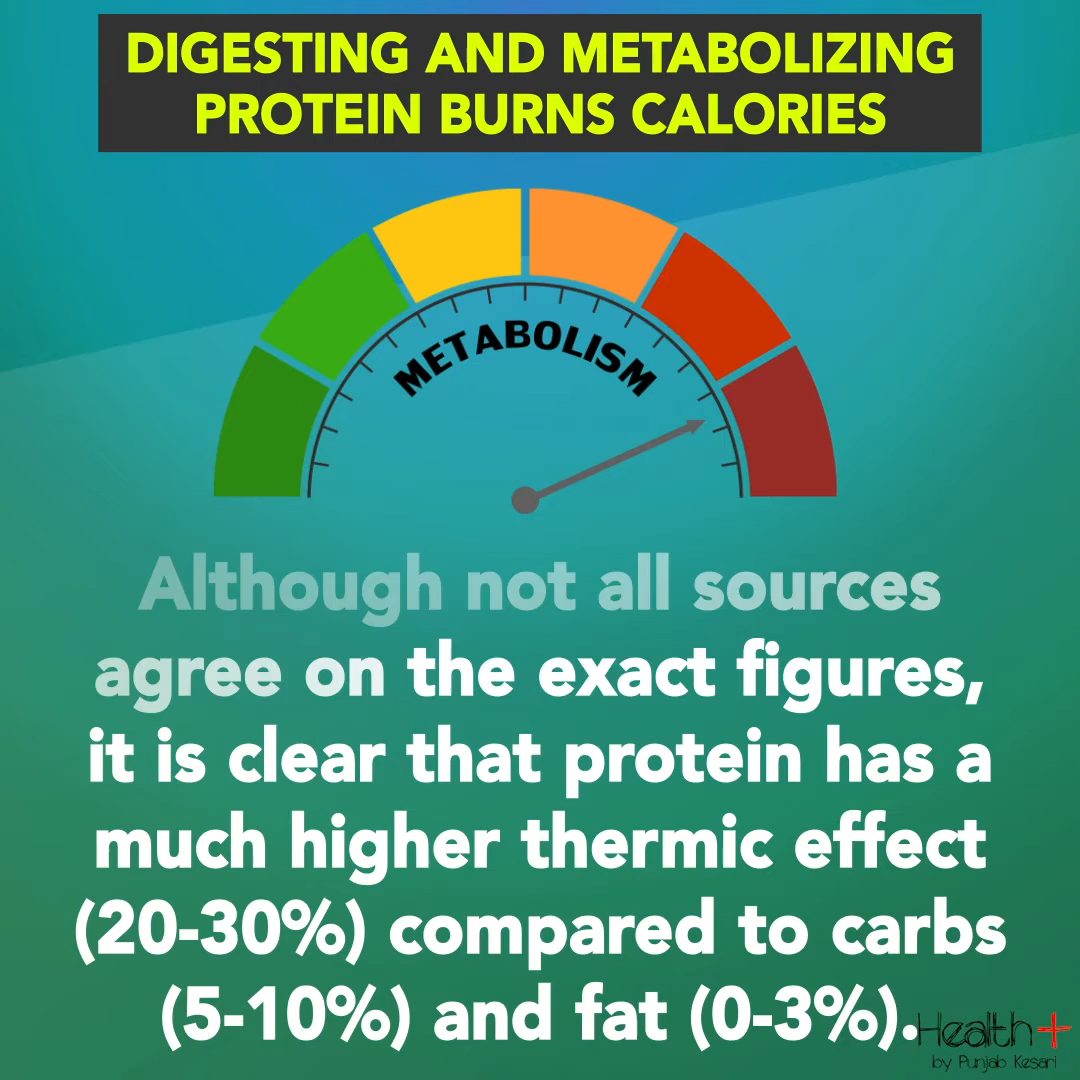 DIGESTING AND METABOLIZING
PROTEIN BURNS CALORIES
METABOLISM
Although not all sources
agree on the exact figures,
it is clear that protein has a
much higher thermic effect
(20-30%) compared to carbs
(5-10%) and fat (0-3%).
Health+
by Punjab Kesari